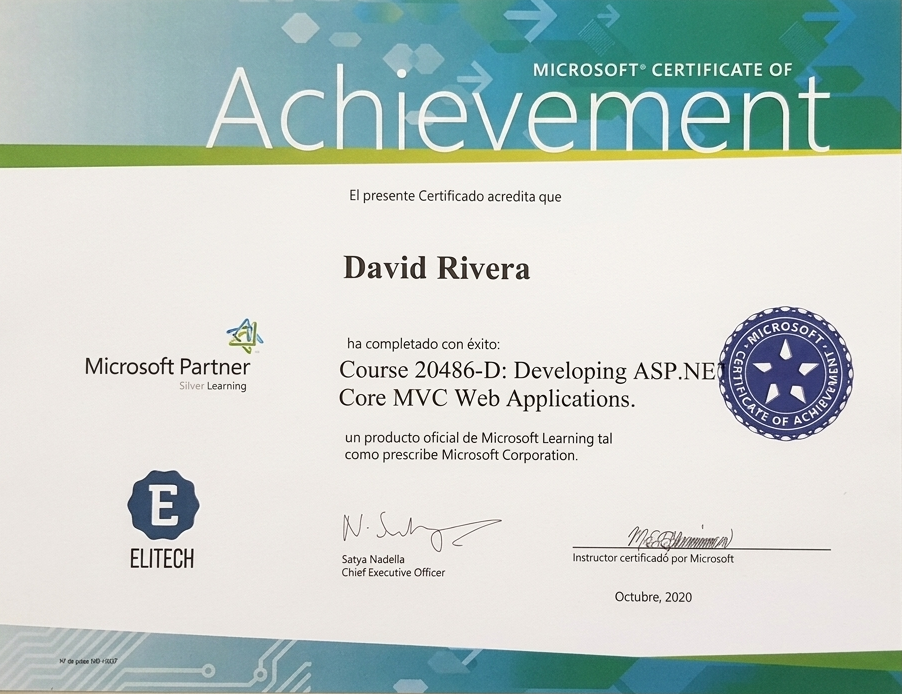 MICROSOFT® CERTIFICATE OF
Achievement
El presente Certificado acredita que
David Rivera
Microsoft Partner
Silver Learning
ha completado con éxito:
Course 20486-D: Developing ASP.NET
Core MVC Web Applications.
MICROSOFT
CERTIFICATE OF ACHIEVEMENT
un producto oficial de Microsoft Learning tal
como prescribe Microsoft Corporation.
E
ELITECH
Satya Nadella
Chief Executive Officer
Instructor certificado por Microsoft
Octubre, 2020